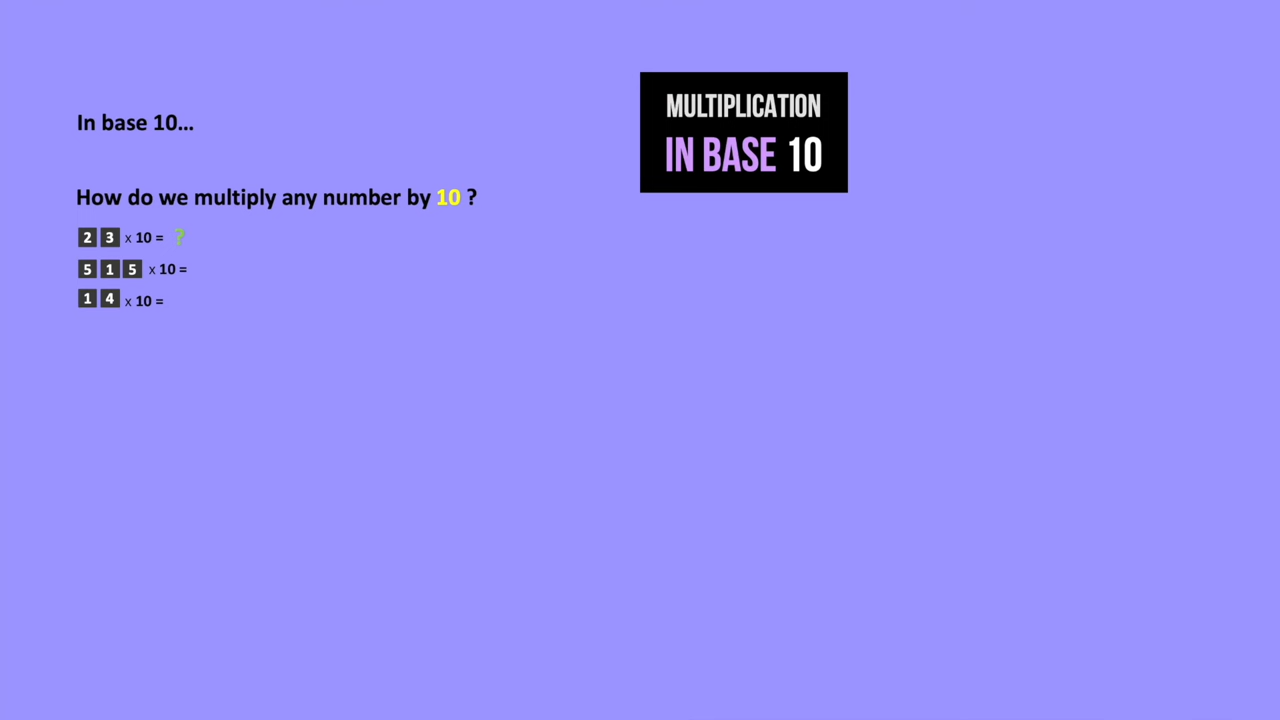 In base 10...
MULTIPLICATION
IN BASE 10
How do we multiply any number by 10 ?
2 3 x 10 = ?
5 1 5 x 10 =
1 4 x 10 =